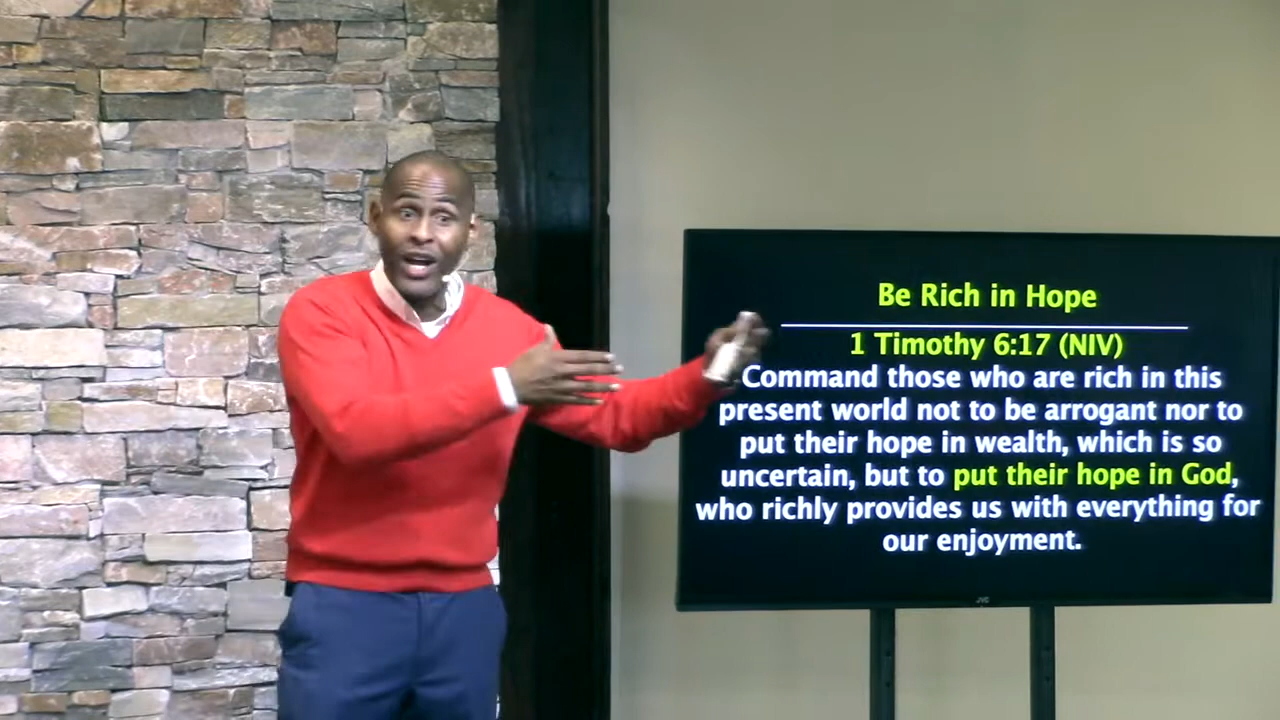 Be Rich in Hope
1 Timothy 6:17 (NIV)
Command those who are rich in this
present world not to be arrogant nor to
put their hope in wealth, which is so
uncertain, but to put their hope in God,
who richly provides us with everything for
our enjoyment.
JVC